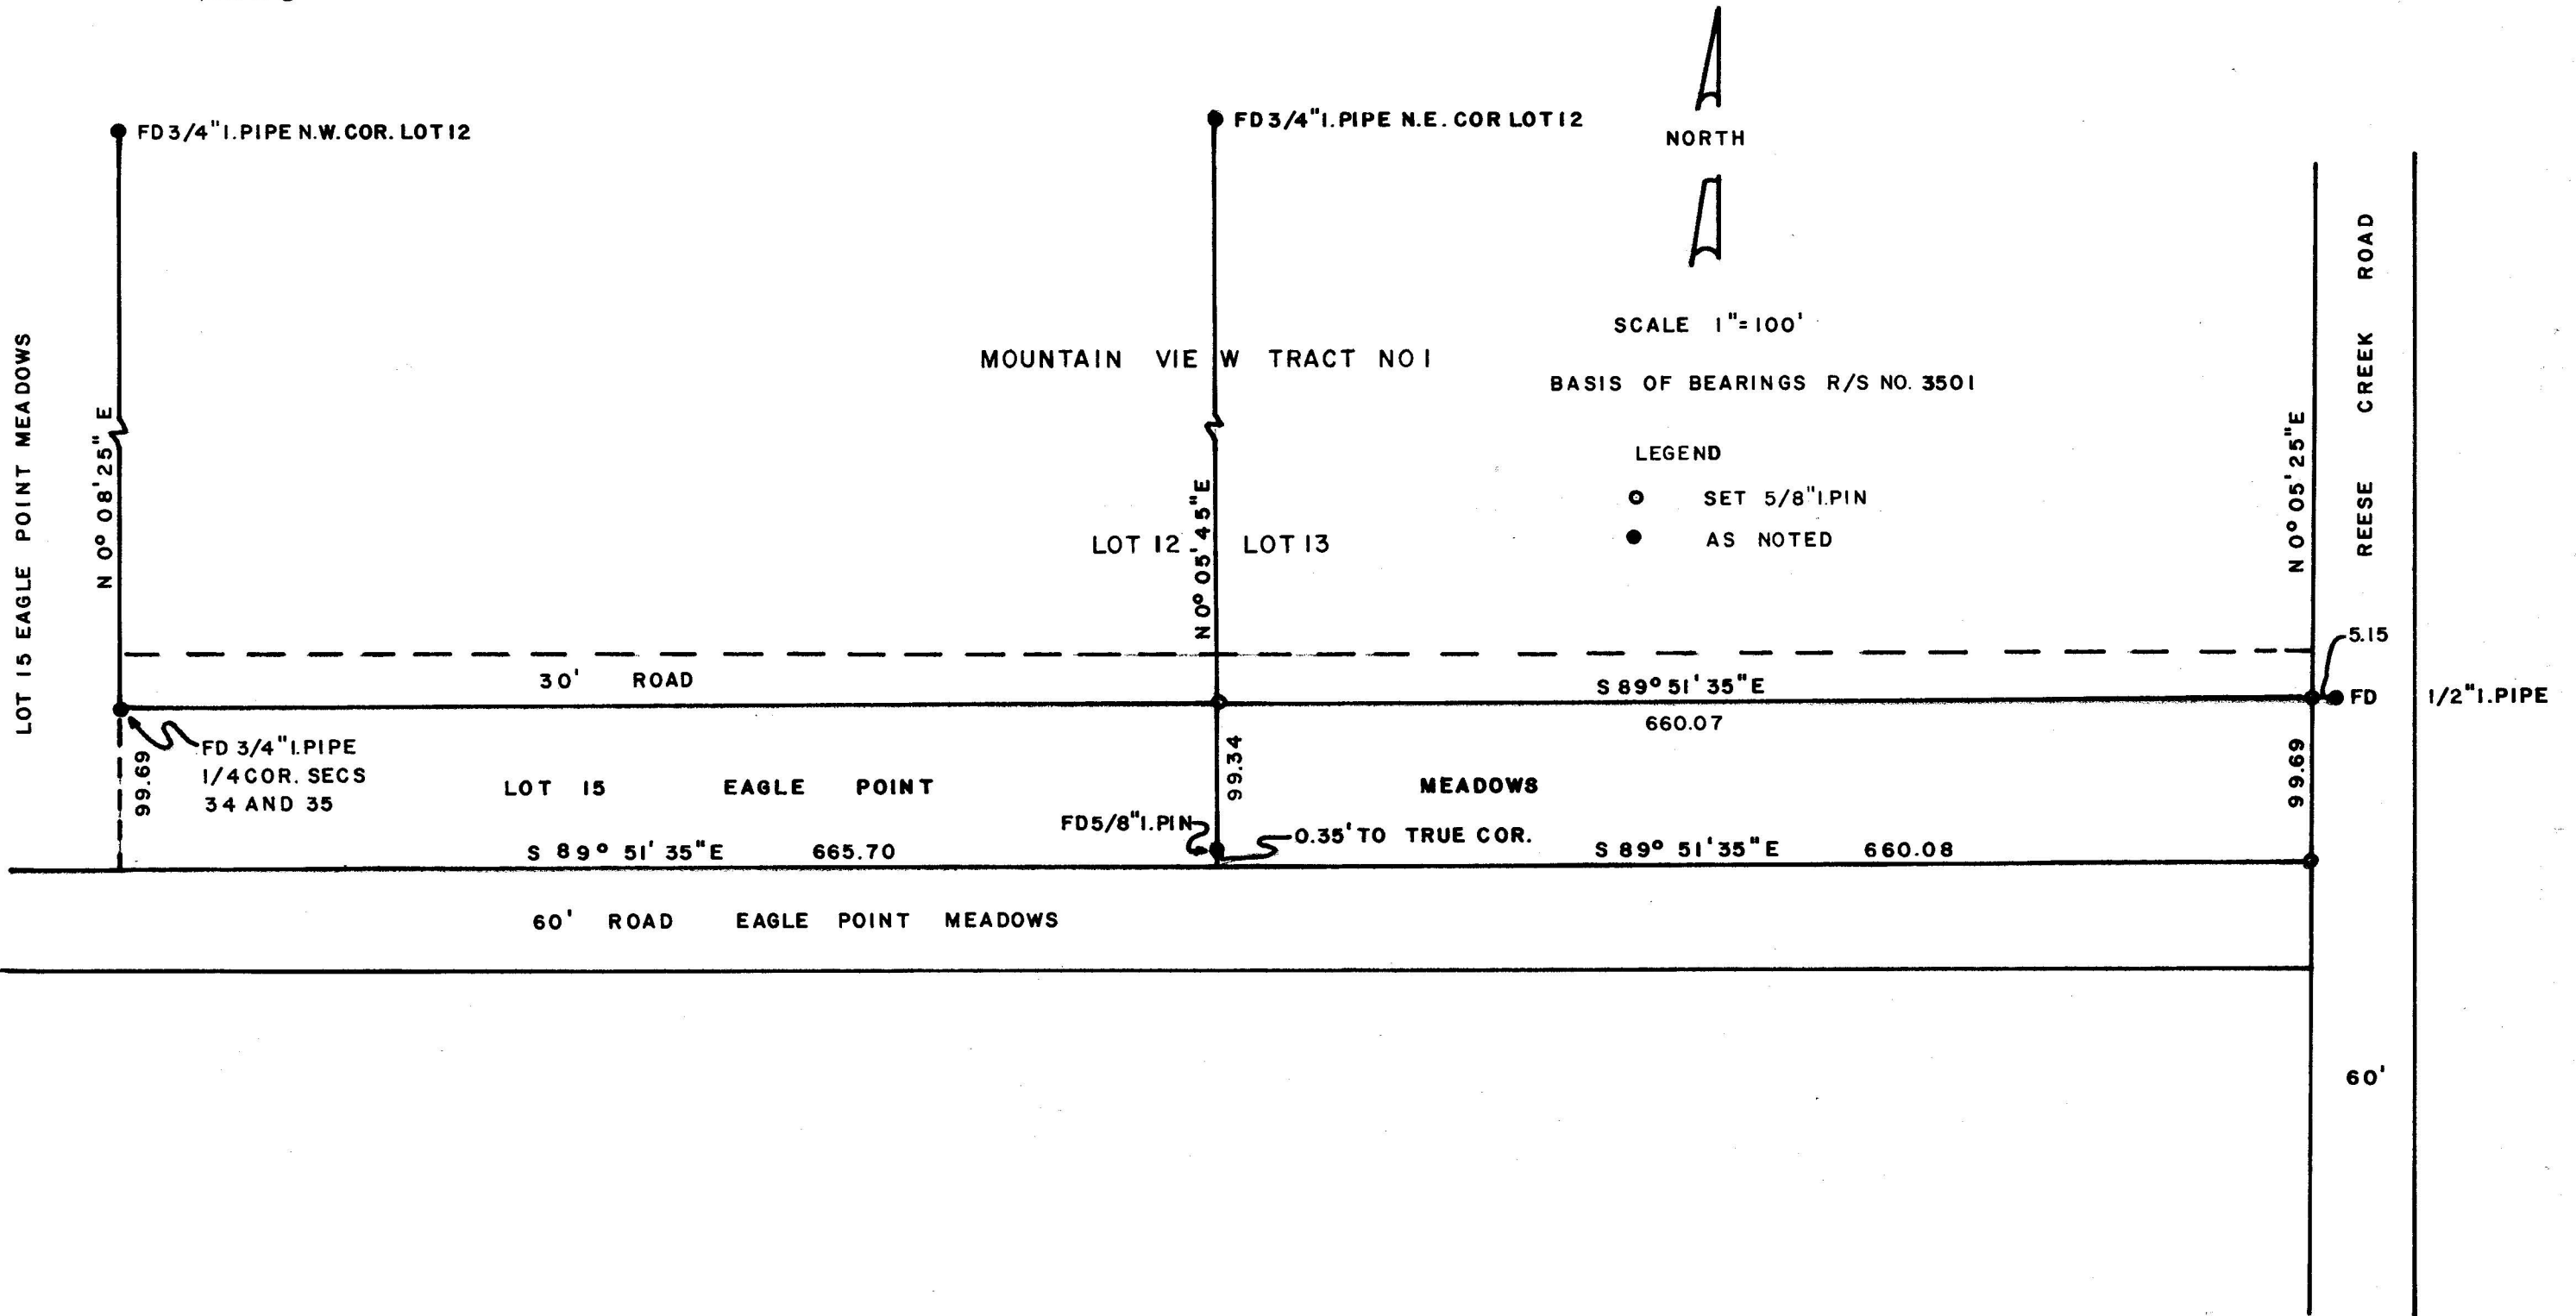 FD 3/4" I. PIPE N.W. COR. LOT 12
FD 3/4" I. PIPE N.E. COR LOT 12
NORTH
SCALE 1"=100'
MOUNTAIN VIEW TRACT NO 1
BASIS OF BEARINGS R/S NO. 3501
LEGEND
SET 5/8" I. PIN
AS NOTED
LOT 15 EAGLE POINT MEADOWS
N 0° 08' 25" E
N 0° 05' 45" E
LOT 12
LOT 13
N 0° 05' 25" E
REESE CREEK ROAD
5.15
30' ROAD
S 89° 51' 35" E
660.07
FD 1/2" I. PIPE
FD 3/4" I. PIPE
1/4 COR. SECS
34 AND 35
99.69
99.34
99.69
LOT 15 EAGLE POINT MEADOWS
FD 5/8" I. PIN
0.35' TO TRUE COR.
S 89° 51' 35" E 665.70
S 89° 51' 35" E 660.08
60' ROAD EAGLE POINT MEADOWS
60'